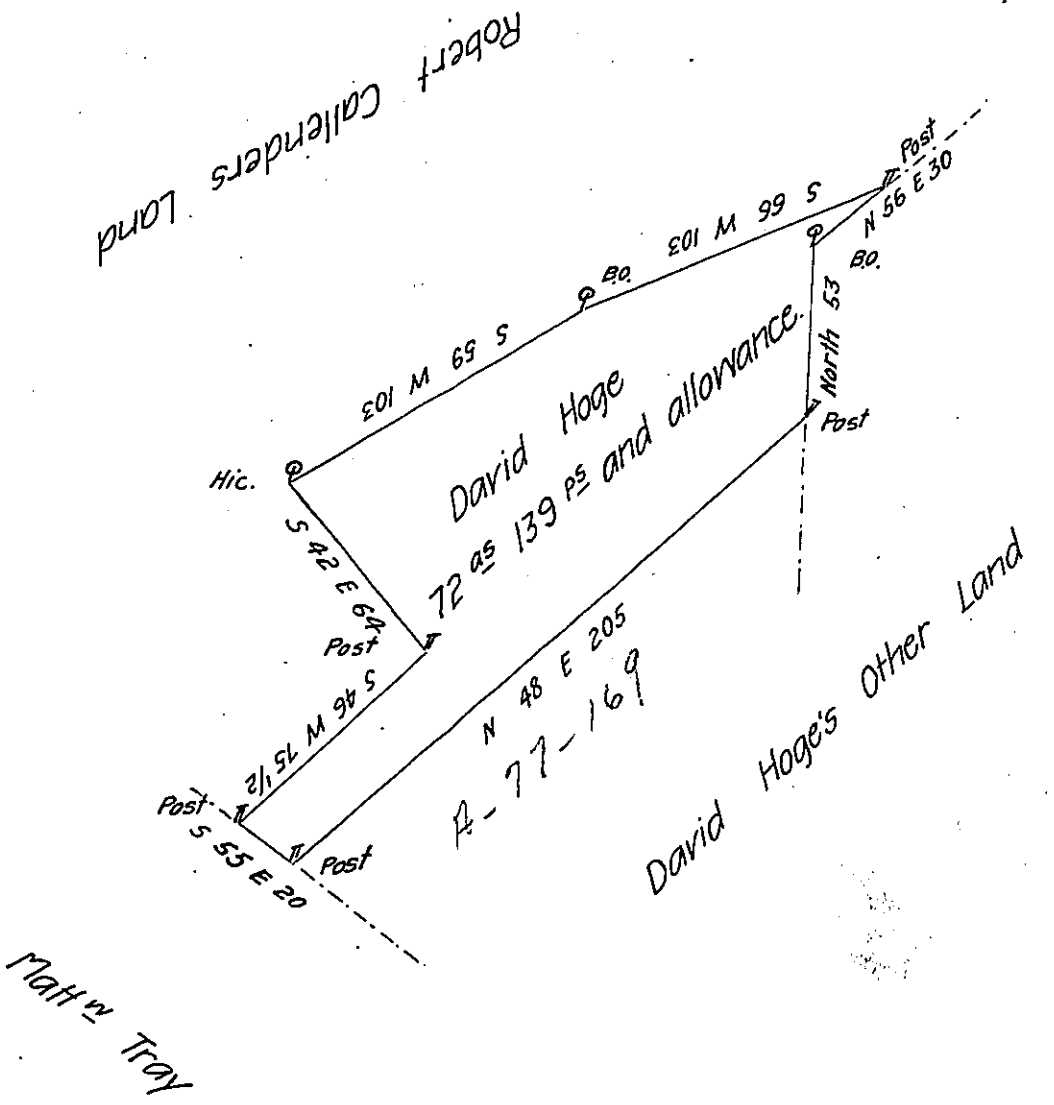 Robert Callenders Land
Post
N 56 E 30
S 66 W 103
B.O.
B.O.
North 53
Post
S 59 W 103
Hic.
David Hoge
72 as 139 ps and allowance.
S 42 E 64
Post
S 46 W 75 1/2
N 48 E 205
A-77-169
David Hoge's Other Land
Post
S 55 E 20
Post
Mattw Tray